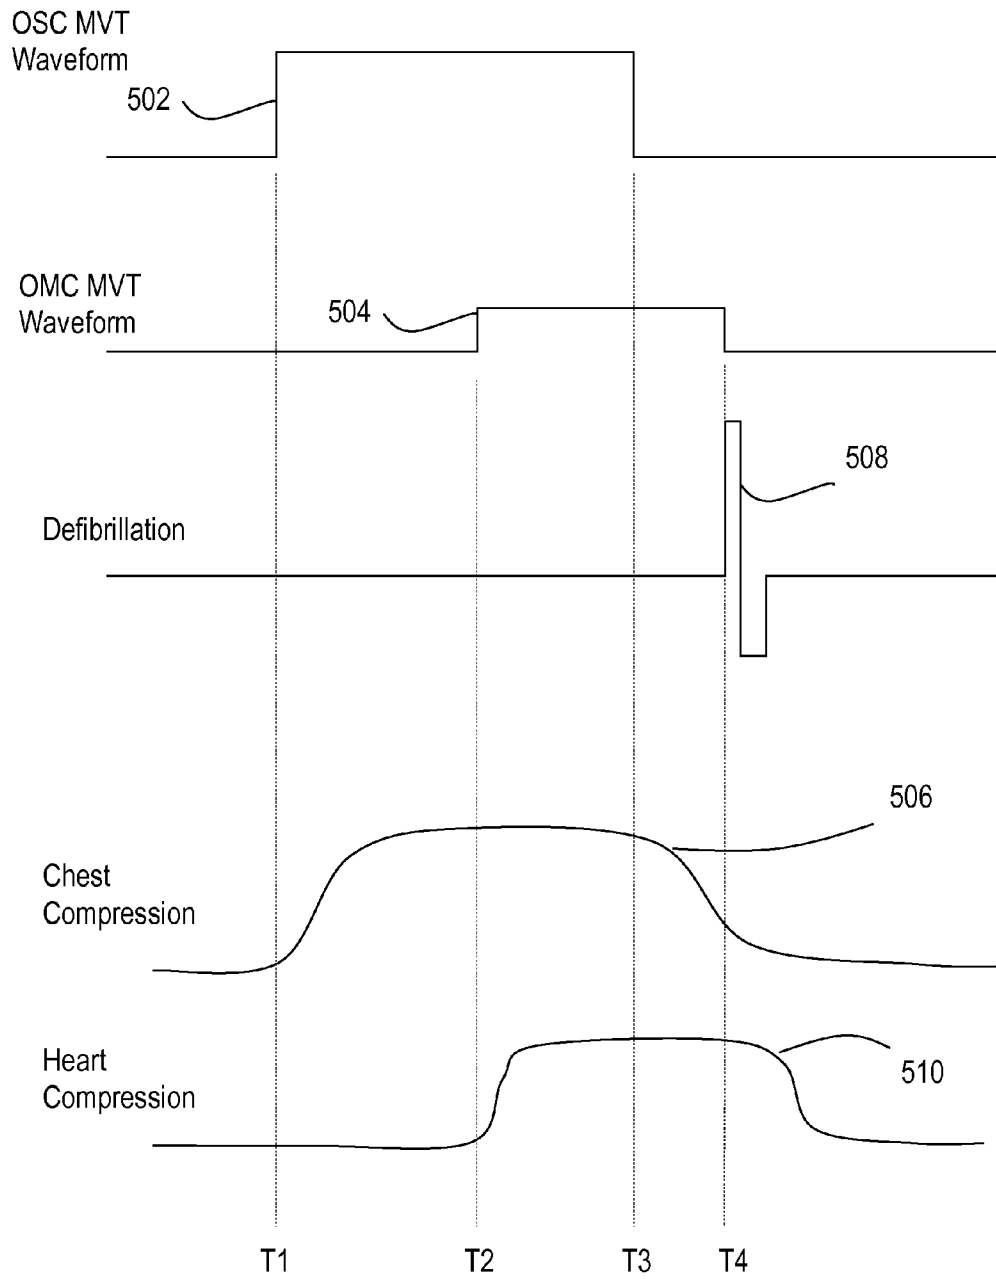 OSC MVT
Waveform
502
OMC MVT
Waveform
504
508
Defibrillation
506
Chest
Compression
Heart
Compression
510
T1 T2 T3 T4